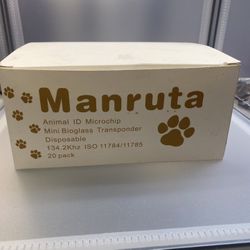 Manruta
Animal ID Microchip
Mini Bioglass Transponder
Disposable
134.2Khz ISO 11784/11785
20 pack